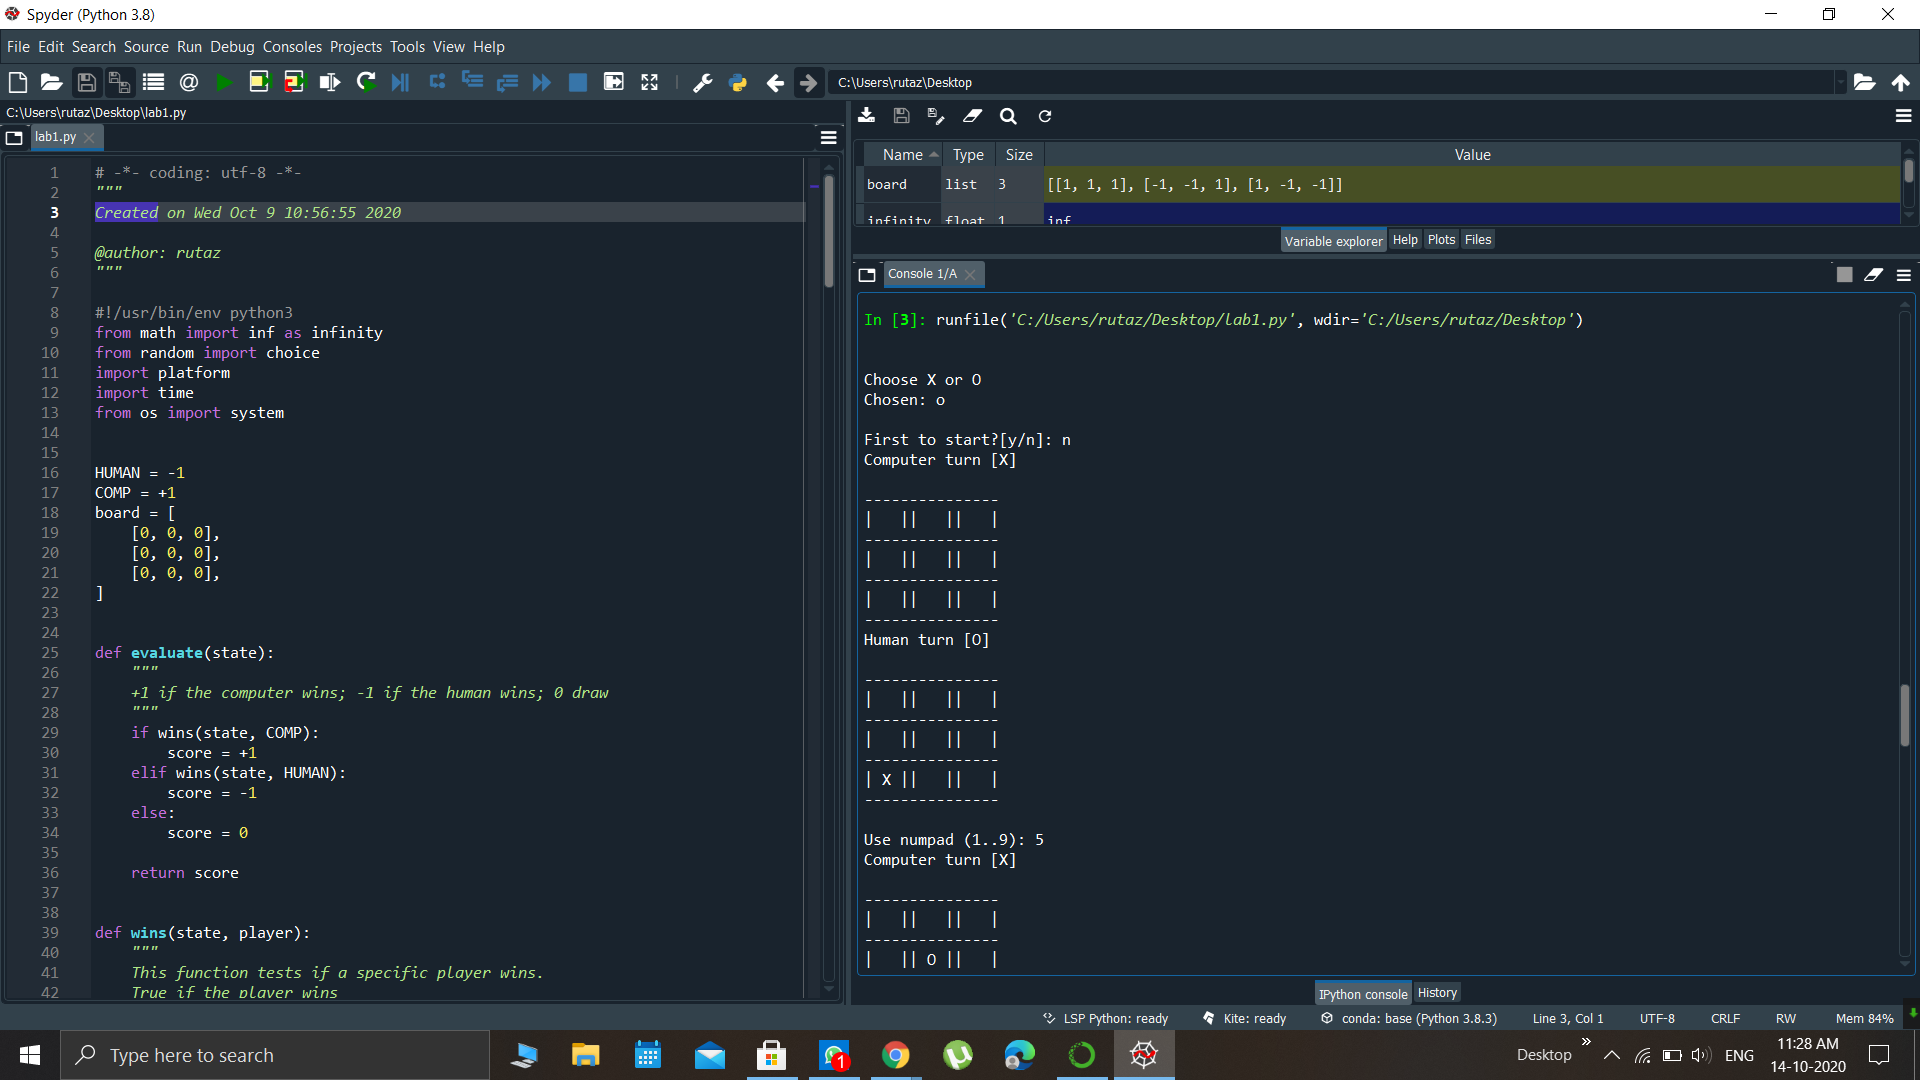 Spyder (Python 3.8)
File Edit Search Source Run Debug Consoles Projects Tools View Help
C:\Users\rutaz\Desktop
C:\Users\rutaz\Desktop\lab1.py
lab1.py
1 # -*- coding: utf-8 -*-
2 """
3 Created on Wed Oct 9 10:56:55 2020
4
5 @author: rutaz
6 """
7
8 #!/usr/bin/env python3
9 from math import inf as infinity
10 from random import choice
11 import platform
12 import time
13 from os import system
14
15
16 HUMAN = -1
17 COMP = +1
18 board = [
19     [0, 0, 0],
20     [0, 0, 0],
21     [0, 0, 0],
22 ]
23
24
25 def evaluate(state):
26     """
27     +1 if the computer wins; -1 if the human wins; 0 draw
28     """
29     if wins(state, COMP):
30         score = +1
31     elif wins(state, HUMAN):
32         score = -1
33     else:
34         score = 0
35
36     return score
37
38
39 def wins(state, player):
40     """
41     This function tests if a specific player wins.
42     True if the player wins
Name Type Size Value
board list 3 [[1, 1, 1], [-1, -1, 1], [1, -1, -1]]
infinity float 1 inf
Variable explorer Help Plots Files
Console 1/A
In [3]: runfile('C:/Users/rutaz/Desktop/lab1.py', wdir='C:/Users/rutaz/Desktop')
Choose X or O
Chosen: o
First to start?[y/n]: n
Computer turn [X]
---------------
|   ||   ||   |
---------------
|   ||   ||   |
---------------
|   ||   ||   |
---------------
Human turn [O]
---------------
|   ||   ||   |
---------------
|   ||   ||   |
---------------
| X ||   ||   |
---------------
Use numpad (1..9): 5
Computer turn [X]
---------------
|   ||   ||   |
---------------
|   || O ||   |
IPython console History
LSP Python: ready Kite: ready conda: base (Python 3.8.3) Line 3, Col 1 UTF-8 CRLF RW Mem 84%
Type here to search
1
Desktop » ENG
11:28 AM
14-10-2020